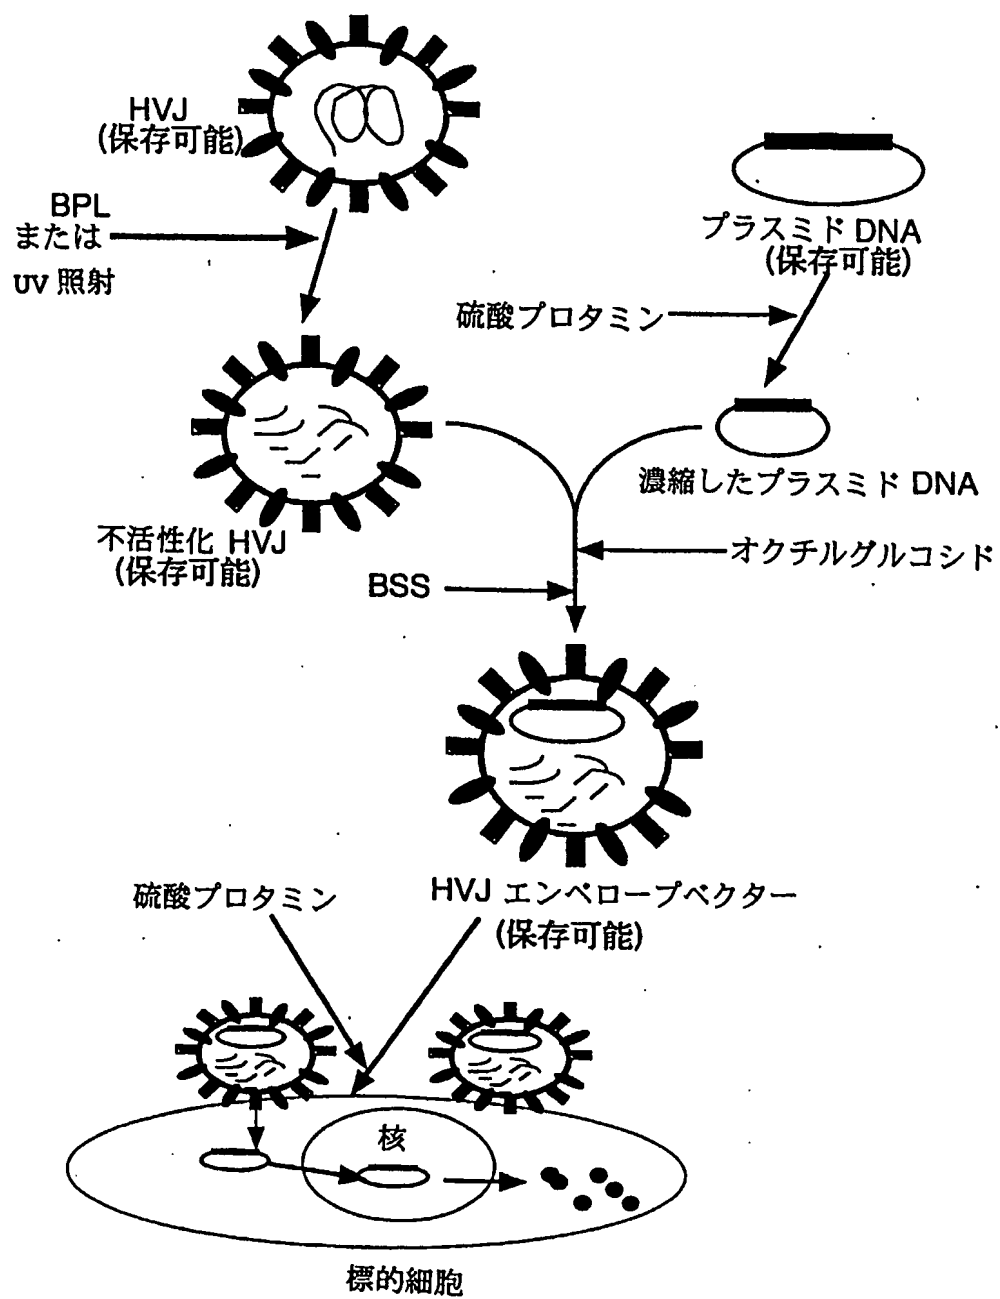 HVJ
(保存可能)
BPL
または
UV 照射
プラスミド DNA
(保存可能)
硫酸プロタミン
濃縮したプラスミド DNA
不活性化 HVJ
(保存可能)
オクチルグルコシド
BSS
HVJ エンベロープベクター
(保存可能)
硫酸プロタミン
核
標的細胞